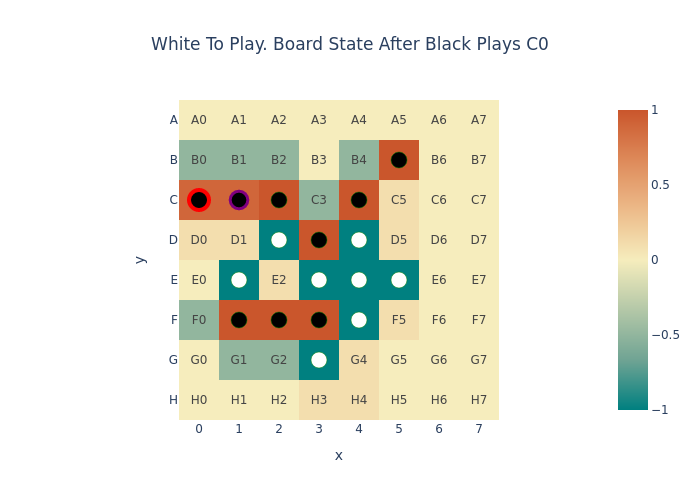 White To Play. Board State After Black Plays C0
A A0 A1 A2 A3 A4 A5 A6 A7
B B0 B1 B2 B3 B4 B6 B7
C C3 C5 C6 C7
D D0 D1 D5 D6 D7
E E0 E2 E6 E7
F F0 F5 F6 F7
G G0 G1 G2 G4 G5 G6 G7
H H0 H1 H2 H3 H4 H5 H6 H7
0 1 2 3 4 5 6 7
x
y
1
0.5
0
−0.5
−1